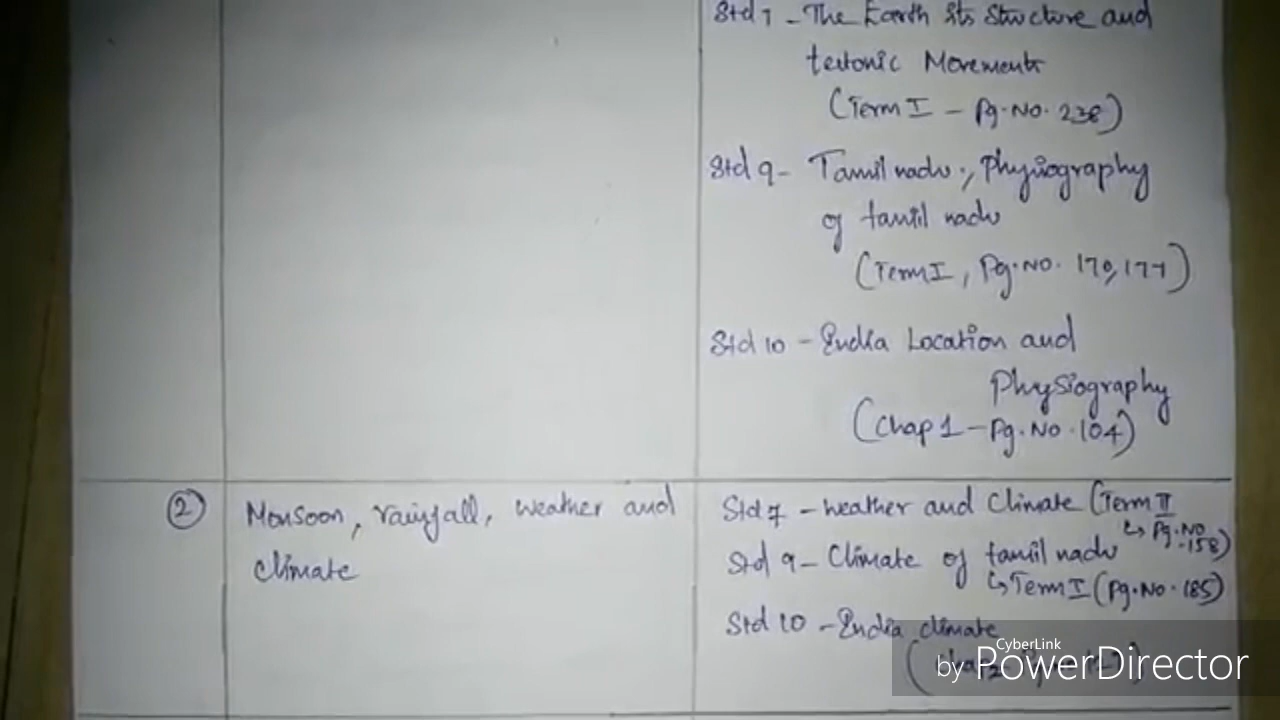 Std 7 - The Earth its Structure and
tectonic Movements
(Term I - Pg.No. 238)
Std 9 - Tamil nadu, Physiography
of tamil nadu
(Term I, Pg.No. 170,177)
Std 10 - India Location and
Physiography
(Chap 1 - Pg.No.104)
② Monsoon, rainfall, weather and
climate
Std 7 - weather and Climate (Term II
↳ Pg.No
-158)
Std 9 - Climate of tamil nadu
↳ Term I (Pg.No.185)
Std 10 - India climate
(Chap2
CyberLink
by PowerDirector